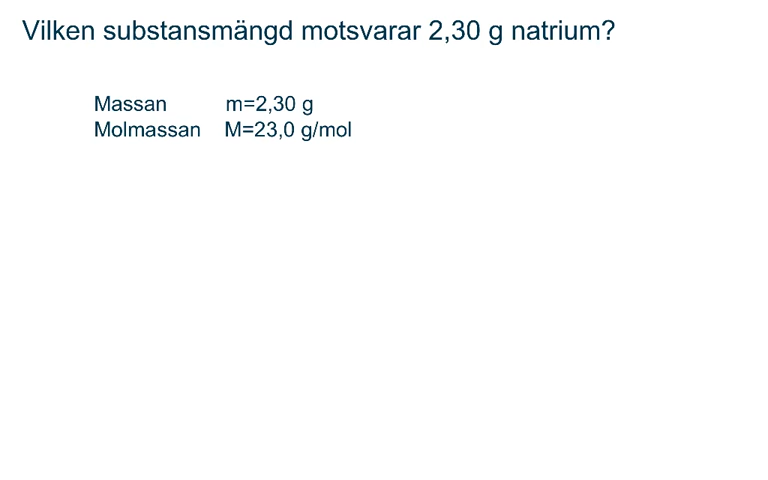 Vilken substansmängd motsvarar 2,30 g natrium?
Massan m=2,30 g
Molmassan M=23,0 g/mol